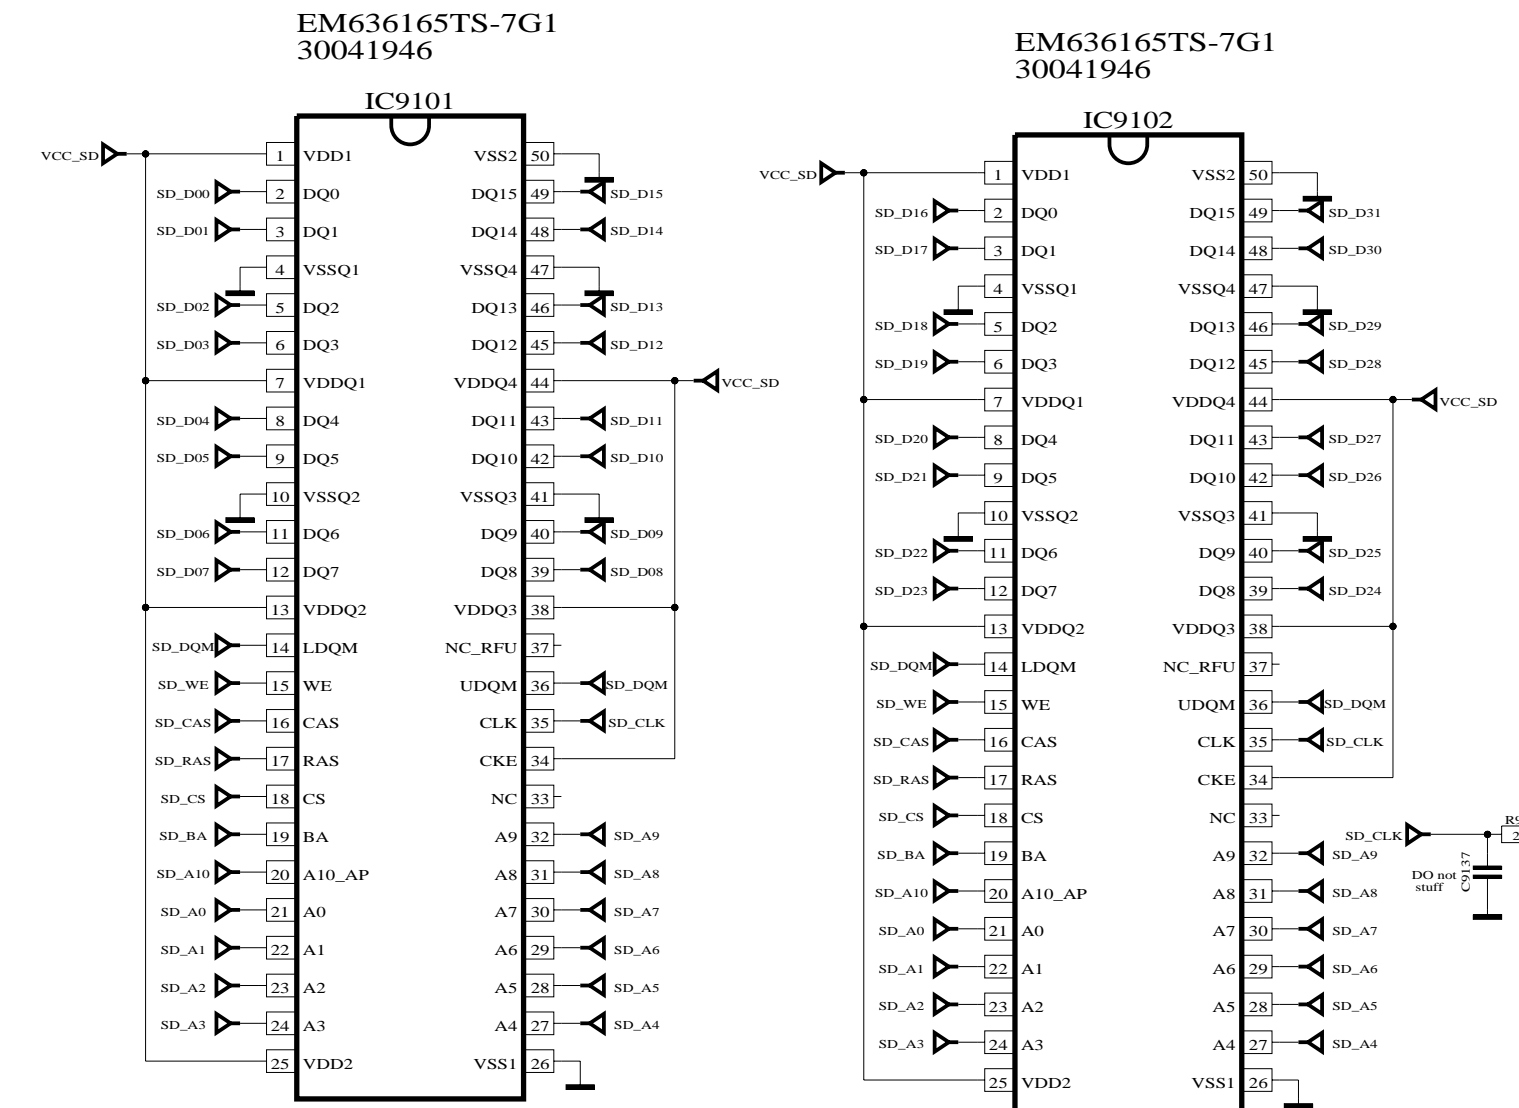 EM636165TS-7G1
30041946
IC9101
VCC_SD 1 VDD1 VSS2 50
SD_D00 2 DQ0 DQ15 49 SD_D15
SD_D01 3 DQ1 DQ14 48 SD_D14
4 VSSQ1 VSSQ4 47
SD_D02 5 DQ2 DQ13 46 SD_D13
SD_D03 6 DQ3 DQ12 45 SD_D12
7 VDDQ1 VDDQ4 44 VCC_SD
SD_D04 8 DQ4 DQ11 43 SD_D11
SD_D05 9 DQ5 DQ10 42 SD_D10
10 VSSQ2 VSSQ3 41
SD_D06 11 DQ6 DQ9 40 SD_D09
SD_D07 12 DQ7 DQ8 39 SD_D08
13 VDDQ2 VDDQ3 38
SD_DQM 14 LDQM NC_RFU 37
SD_WE 15 WE UDQM 36 SD_DQM
SD_CAS 16 CAS CLK 35 SD_CLK
SD_RAS 17 RAS CKE 34
SD_CS 18 CS NC 33
SD_BA 19 BA A9 32 SD_A9
SD_A10 20 A10_AP A8 31 SD_A8
SD_A0 21 A0 A7 30 SD_A7
SD_A1 22 A1 A6 29 SD_A6
SD_A2 23 A2 A5 28 SD_A5
SD_A3 24 A3 A4 27 SD_A4
25 VDD2 VSS1 26
EM636165TS-7G1
30041946
IC9102
VCC_SD 1 VDD1 VSS2 50
SD_D16 2 DQ0 DQ15 49 SD_D31
SD_D17 3 DQ1 DQ14 48 SD_D30
4 VSSQ1 VSSQ4 47
SD_D18 5 DQ2 DQ13 46 SD_D29
SD_D19 6 DQ3 DQ12 45 SD_D28
7 VDDQ1 VDDQ4 44 VCC_SD
SD_D20 8 DQ4 DQ11 43 SD_D27
SD_D21 9 DQ5 DQ10 42 SD_D26
10 VSSQ2 VSSQ3 41
SD_D22 11 DQ6 DQ9 40 SD_D25
SD_D23 12 DQ7 DQ8 39 SD_D24
13 VDDQ2 VDDQ3 38
SD_DQM 14 LDQM NC_RFU 37
SD_WE 15 WE UDQM 36 SD_DQM
SD_CAS 16 CAS CLK 35 SD_CLK
SD_RAS 17 RAS CKE 34
SD_CS 18 CS NC 33
SD_BA 19 BA A9 32 SD_A9
SD_A10 20 A10_AP A8 31 SD_A8
SD_A0 21 A0 A7 30 SD_A7
SD_A1 22 A1 A6 29 SD_A6
SD_A2 23 A2 A5 28 SD_A5
SD_A3 24 A3 A4 27 SD_A4
25 VDD2 VSS1 26
SD_CLK
DO not
stuff
C9137